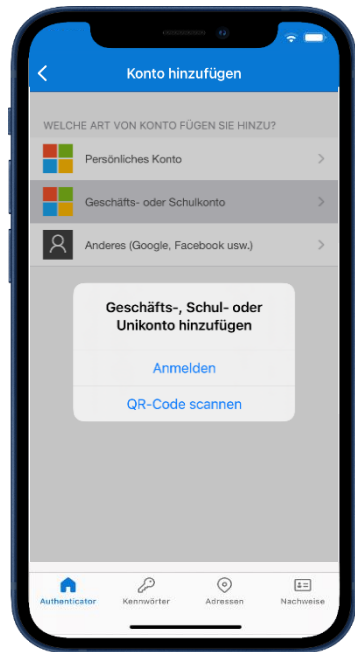 Konto hinzufügen
WELCHE ART VON KONTO FÜGEN SIE HINZU?
Persönliches Konto
Geschäfts- oder Schulkonto
Anderes (Google, Facebook usw.)
Geschäfts-, Schul- oder
Unikonto hinzufügen
Anmelden
QR-Code scannen
Authenticator Kennwörter Adressen Nachweise